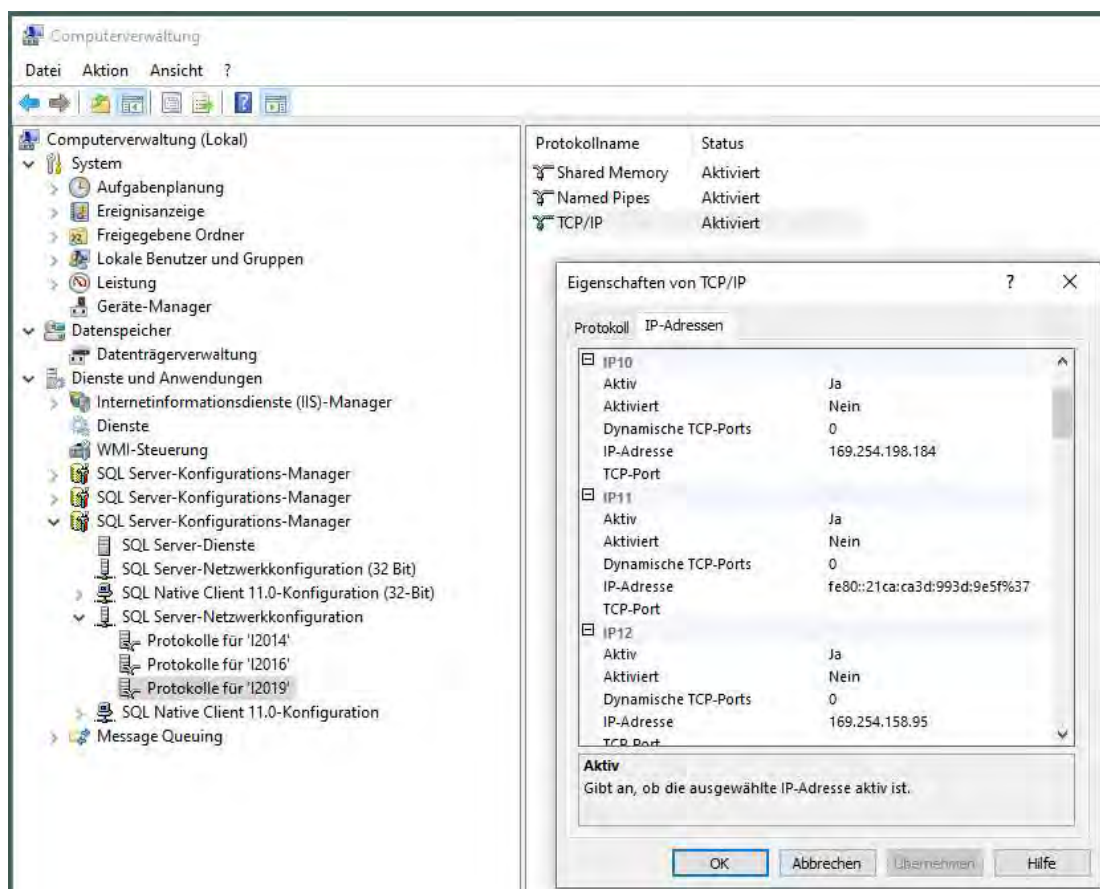 Computerverwaltung
Datei Aktion Ansicht ?
Computerverwaltung (Lokal)
System
Aufgabenplanung
Ereignisanzeige
Freigegebene Ordner
Lokale Benutzer und Gruppen
Leistung
Geräte-Manager
Datenspeicher
Datenträgerverwaltung
Dienste und Anwendungen
Internetinformationsdienste (IIS)-Manager
Dienste
WMI-Steuerung
SQL Server-Konfigurations-Manager
SQL Server-Konfigurations-Manager
SQL Server-Konfigurations-Manager
SQL Server-Dienste
SQL Server-Netzwerkkonfiguration (32 Bit)
SQL Native Client 11.0-Konfiguration (32-Bit)
SQL Server-Netzwerkkonfiguration
Protokolle für 'I2014'
Protokolle für 'I2016'
Protokolle für 'I2019'
SQL Native Client 11.0-Konfiguration
Message Queuing
Protokollname Status
Shared Memory Aktiviert
Named Pipes Aktiviert
TCP/IP Aktiviert
Eigenschaften von TCP/IP ?
Protokoll IP-Adressen
IP10
Aktiv Ja
Aktiviert Nein
Dynamische TCP-Ports 0
IP-Adresse 169.254.198.184
TCP-Port
IP11
Aktiv Ja
Aktiviert Nein
Dynamische TCP-Ports 0
IP-Adresse fe80::21ca:ca3d:993d:9e5f%37
TCP-Port
IP12
Aktiv Ja
Aktiviert Nein
Dynamische TCP-Ports 0
IP-Adresse 169.254.158.95
TCP-Port
Aktiv
Gibt an, ob die ausgewählte IP-Adresse aktiv ist.
OK Abbrechen Übernehmen Hilfe